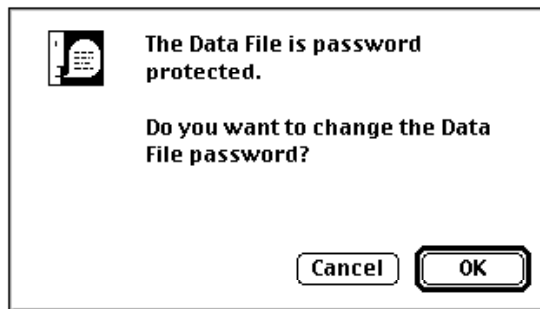 The Data File is password
protected.
Do you want to change the Data
File password?
Cancel OK